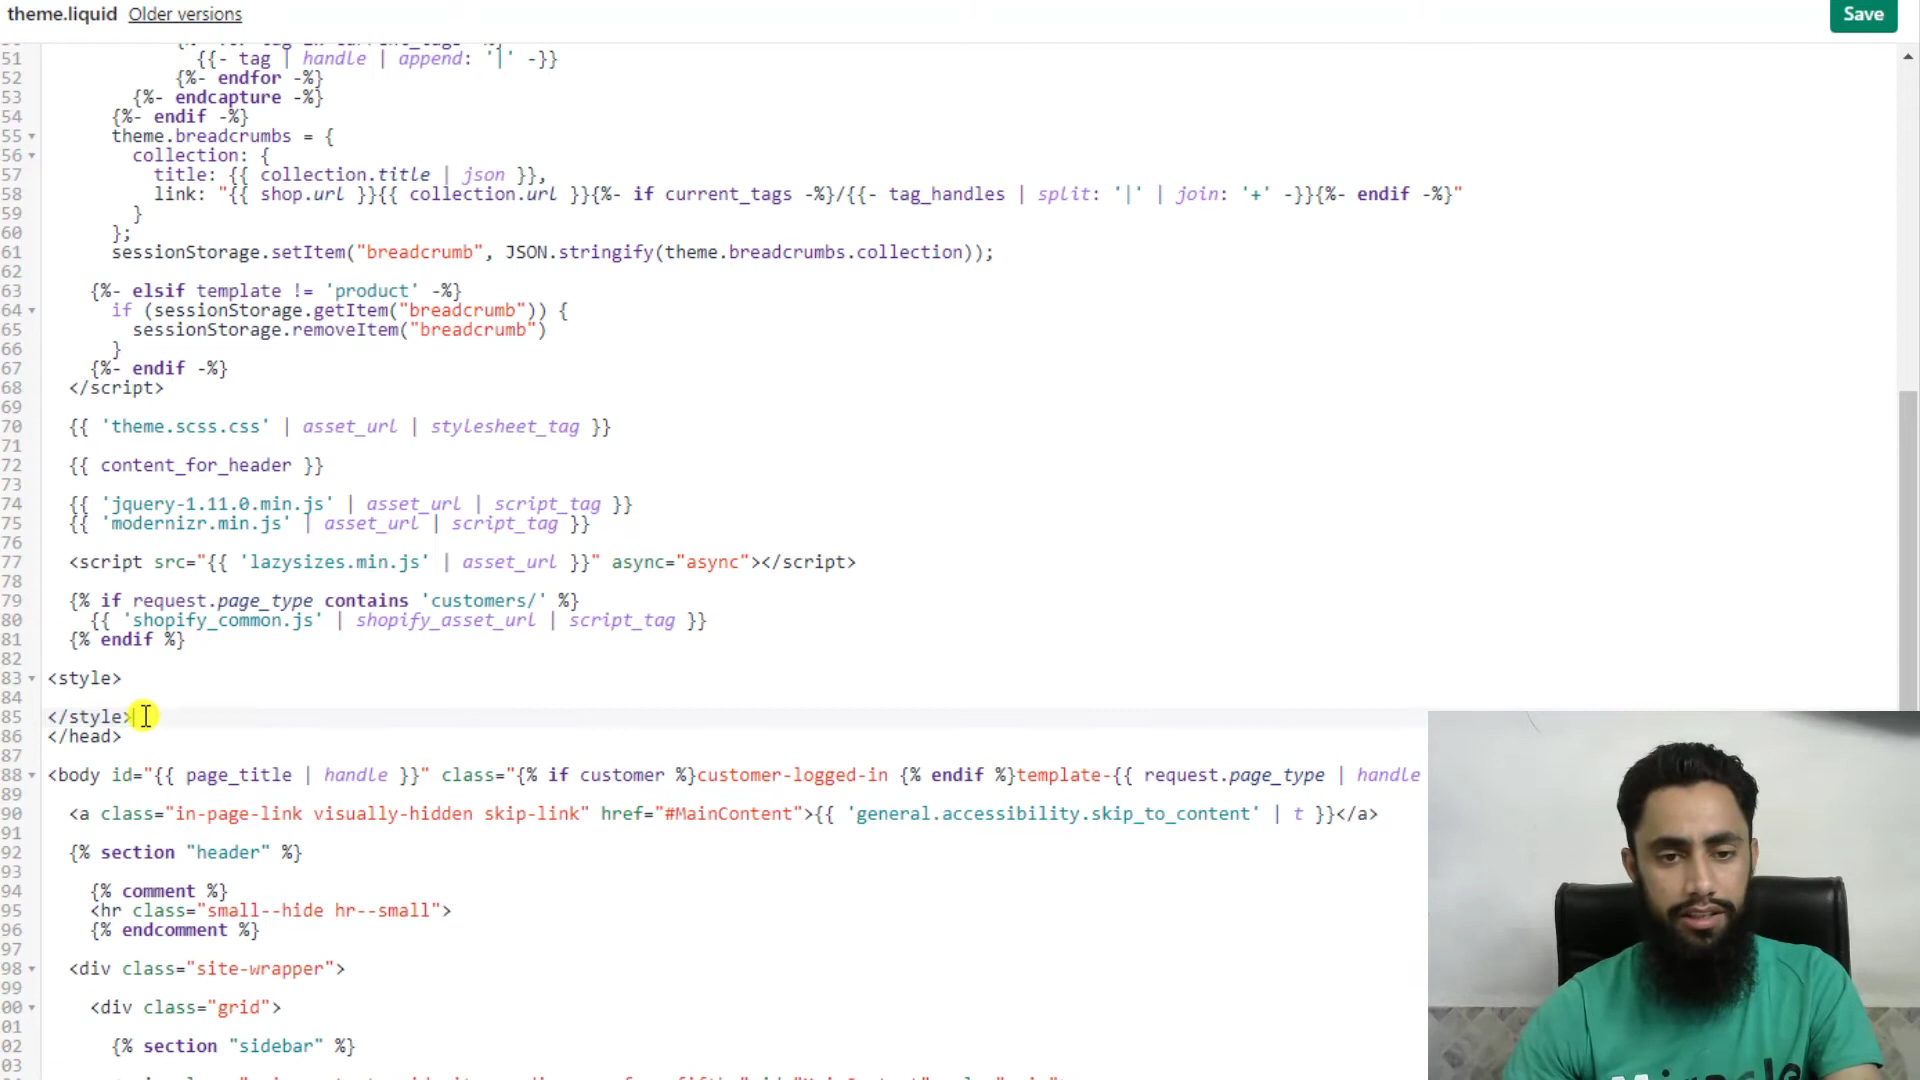 theme.liquid Older versions Save
51 {{- tag | handle | append: '|' -}}
52 {%- endfor -%}
53 {%- endcapture -%}
54 {%- endif -%}
55 theme.breadcrumbs = {
56 collection: {
57 title: {{ collection.title | json }},
58 link: "{{ shop.url }}{{ collection.url }}{%- if current_tags -%}/{{- tag_handles | split: '|' | join: '+' -}}{%- endif -%}"
59 }
60 };
61 sessionStorage.setItem("breadcrumb", JSON.stringify(theme.breadcrumbs.collection));
62
63 {%- elsif template != 'product' -%}
64 if (sessionStorage.getItem("breadcrumb")) {
65 sessionStorage.removeItem("breadcrumb")
66 }
67 {%- endif -%}
68 </script>
69
70 {{ 'theme.scss.css' | asset_url | stylesheet_tag }}
71
72 {{ content_for_header }}
73
74 {{ 'jquery-1.11.0.min.js' | asset_url | script_tag }}
75 {{ 'modernizr.min.js' | asset_url | script_tag }}
76
77 <script src="{{ 'lazysizes.min.js' | asset_url }}" async="async"></script>
78
79 {% if request.page_type contains 'customers/' %}
80 {{ 'shopify_common.js' | shopify_asset_url | script_tag }}
81 {% endif %}
82
83 <style>
84
85 </style>
86 </head>
87
88 <body id="{{ page_title | handle }}" class="{% if customer %}customer-logged-in {% endif %}template-{{ request.page_type | handle
89
90 <a class="in-page-link visually-hidden skip-link" href="#MainContent">{{ 'general.accessibility.skip_to_content' | t }}</a>
91
92 {% section "header" %}
93
94 {% comment %}
95 <hr class="small--hide hr--small">
96 {% endcomment %}
97
98 <div class="site-wrapper">
99
00 <div class="grid">
01
02 {% section "sidebar" %}
03